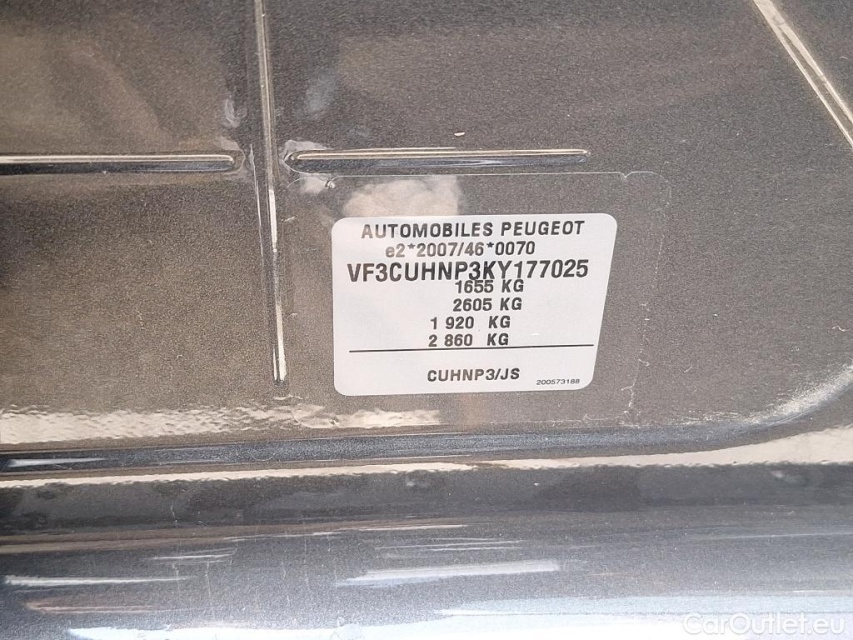 AUTOMOBILES PEUGEOT
e2*2007/46*0070
VF3CUHNP3KY177025
1655 KG
2605 KG
1 920 KG
2 860 KG
CUHNP3/JS 200573188
CarOutlet.eu